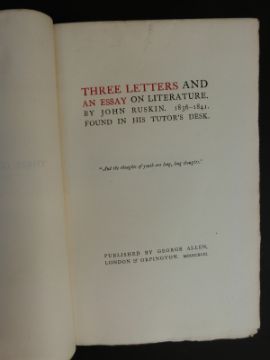 THREE LETTERS AND
AN ESSAY ON LITERATURE.
BY JOHN RUSKIN. 1836–1841.
FOUND IN HIS TUTOR'S DESK.
"And the thoughts of youth are long, long thoughts."
PUBLISHED BY GEORGE ALLEN,
LONDON & ORPINGTON.